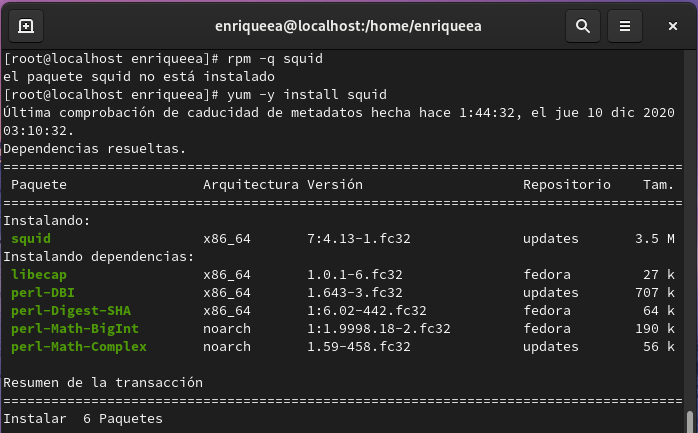 enriqueea@localhost:/home/enriqueea
[root@localhost enriqueea]# rpm -q squid
el paquete squid no está instalado
[root@localhost enriqueea]# yum -y install squid
Última comprobación de caducidad de metadatos hecha hace 1:44:32, el jue 10 dic 2020
03:10:32.
Dependencias resueltas.
================================================================================
Paquete Arquitectura Versión Repositorio Tam.
================================================================================
Instalando:
squid x86_64 7:4.13-1.fc32 updates 3.5 M
Instalando dependencias:
libecap x86_64 1.0.1-6.fc32 fedora 27 k
perl-DBI x86_64 1.643-3.fc32 updates 707 k
perl-Digest-SHA x86_64 1:6.02-442.fc32 fedora 64 k
perl-Math-BigInt noarch 1:1.9998.18-2.fc32 fedora 190 k
perl-Math-Complex noarch 1.59-458.fc32 updates 56 k
Resumen de la transacción
================================================================================
Instalar 6 Paquetes